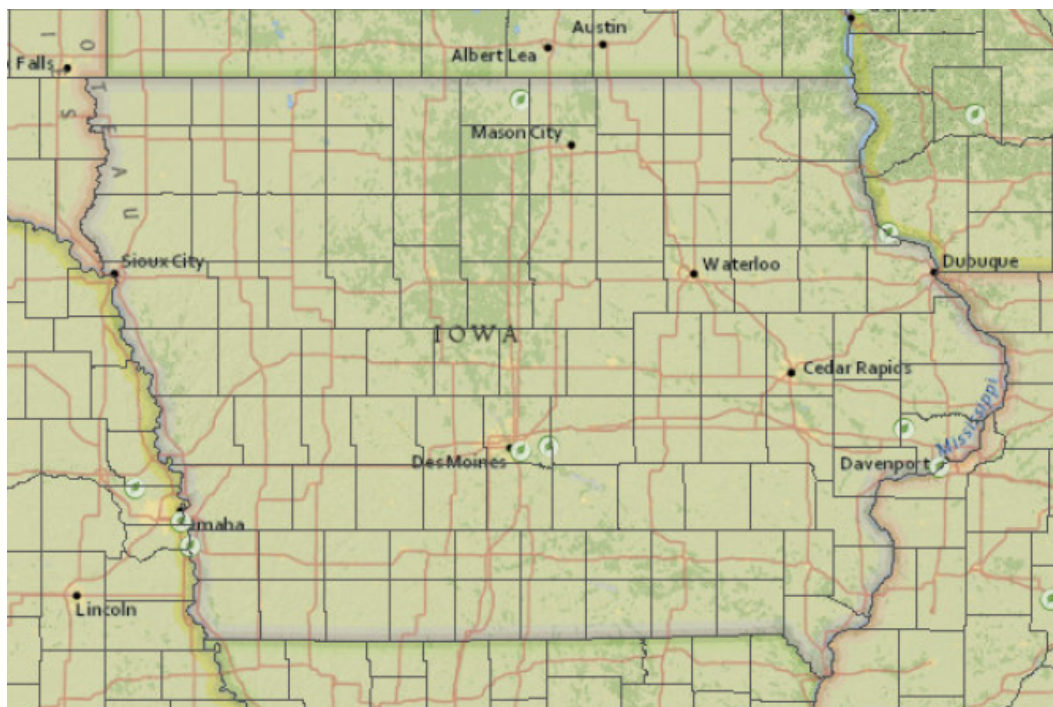 Austin
Albert Lea
Falls
I O
T S
E A U
Mason City
Sioux City
Waterloo
Dubuque
IOWA
Cedar Rapids
Mississippi
Des Moines
Davenport
maha
Lincoln